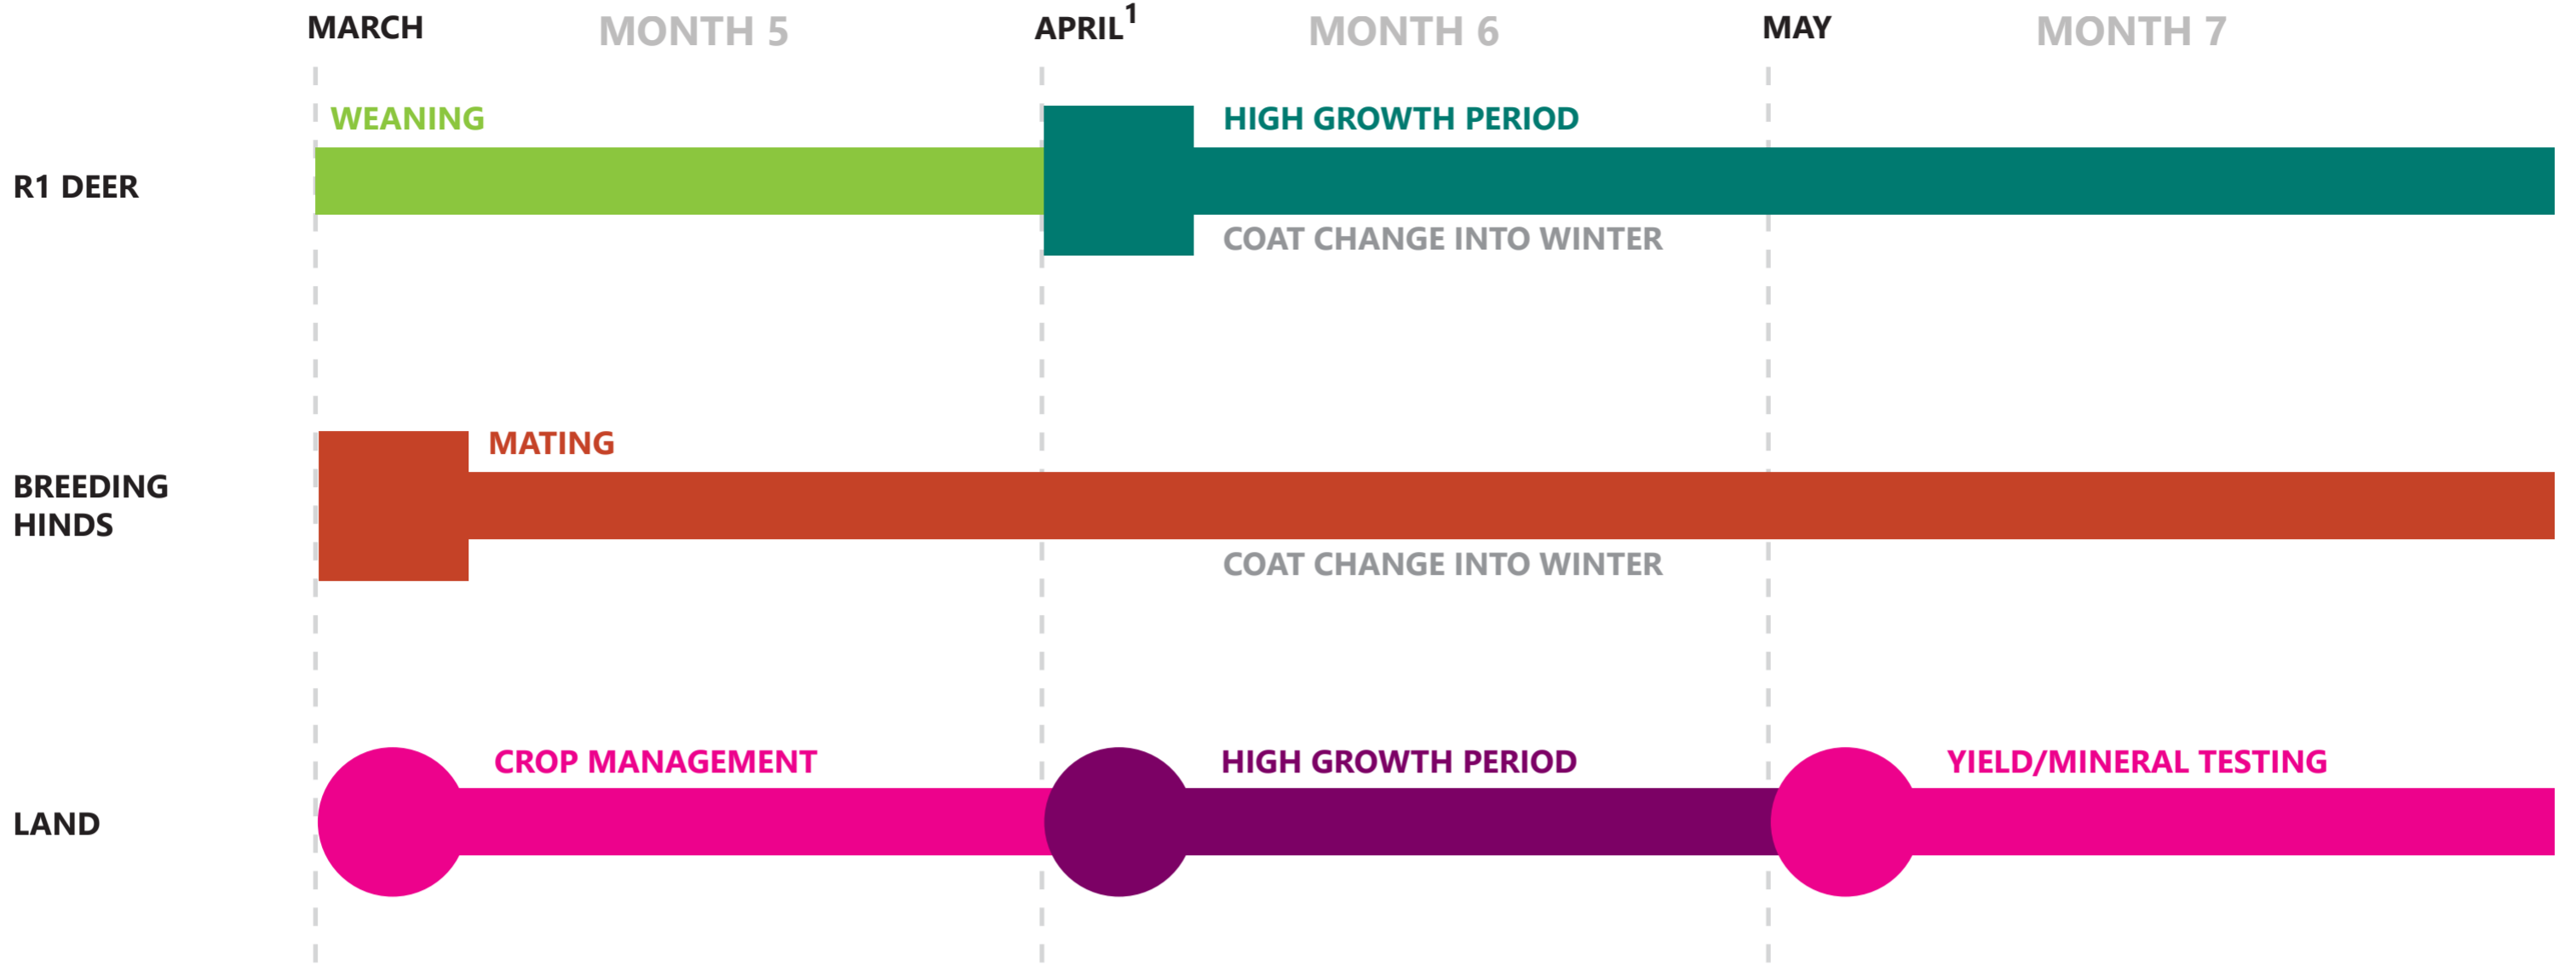 MARCH MONTH 5 APRIL¹ MONTH 6 MAY MONTH 7
WEANING HIGH GROWTH PERIOD
R1 DEER
COAT CHANGE INTO WINTER
MATING
BREEDING
HINDS
COAT CHANGE INTO WINTER
CROP MANAGEMENT HIGH GROWTH PERIOD YIELD/MINERAL TESTING
LAND